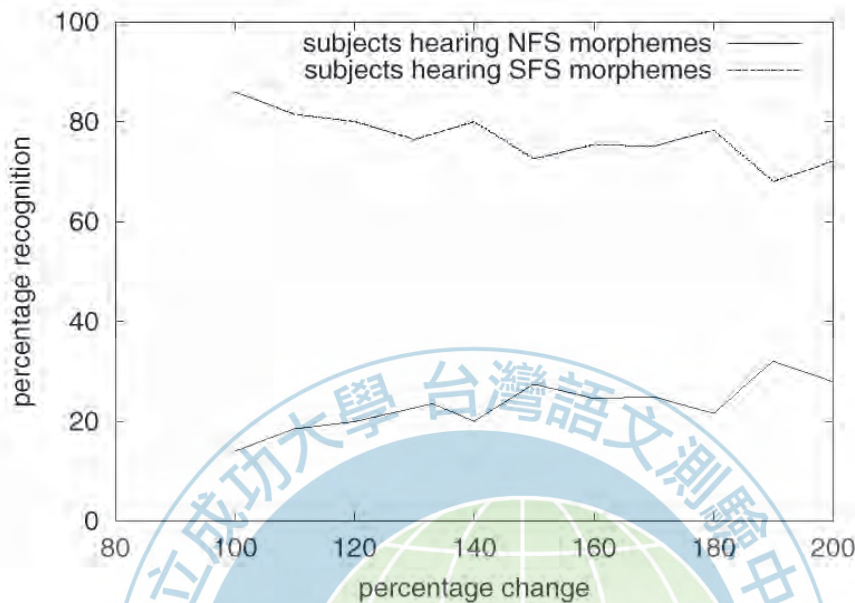 100
subjects hearing NFS morphemes
subjects hearing SFS morphemes
80
60
40
20
0
percentage recognition
80 100 120 140 160 180 200
percentage change
立成功大學 台灣語文測驗中